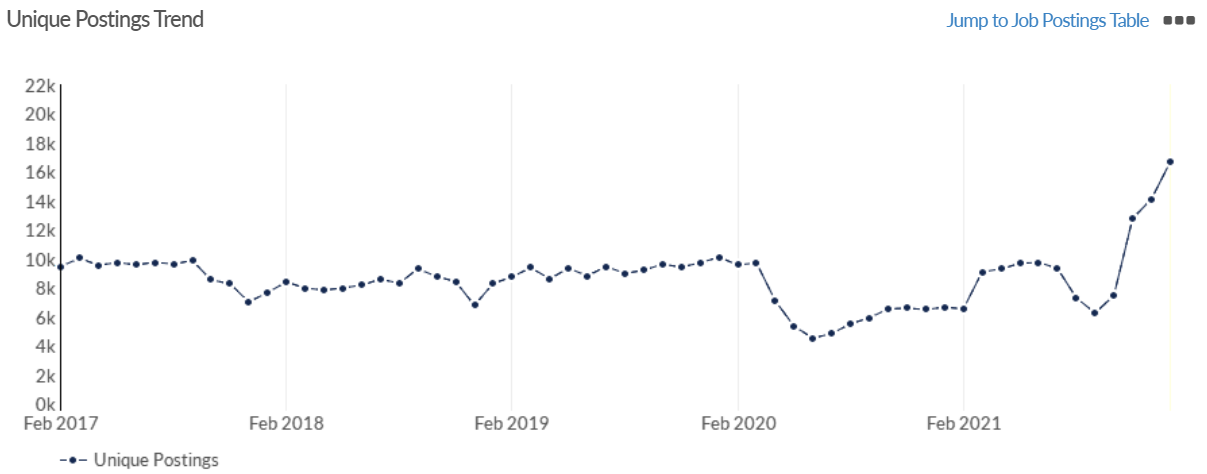 Unique Postings Trend
Jump to Job Postings Table
22k
20k
18k
16k
14k
12k
10k
8k
6k
4k
2k
0k
Feb 2017 Feb 2018 Feb 2019 Feb 2020 Feb 2021
Unique Postings